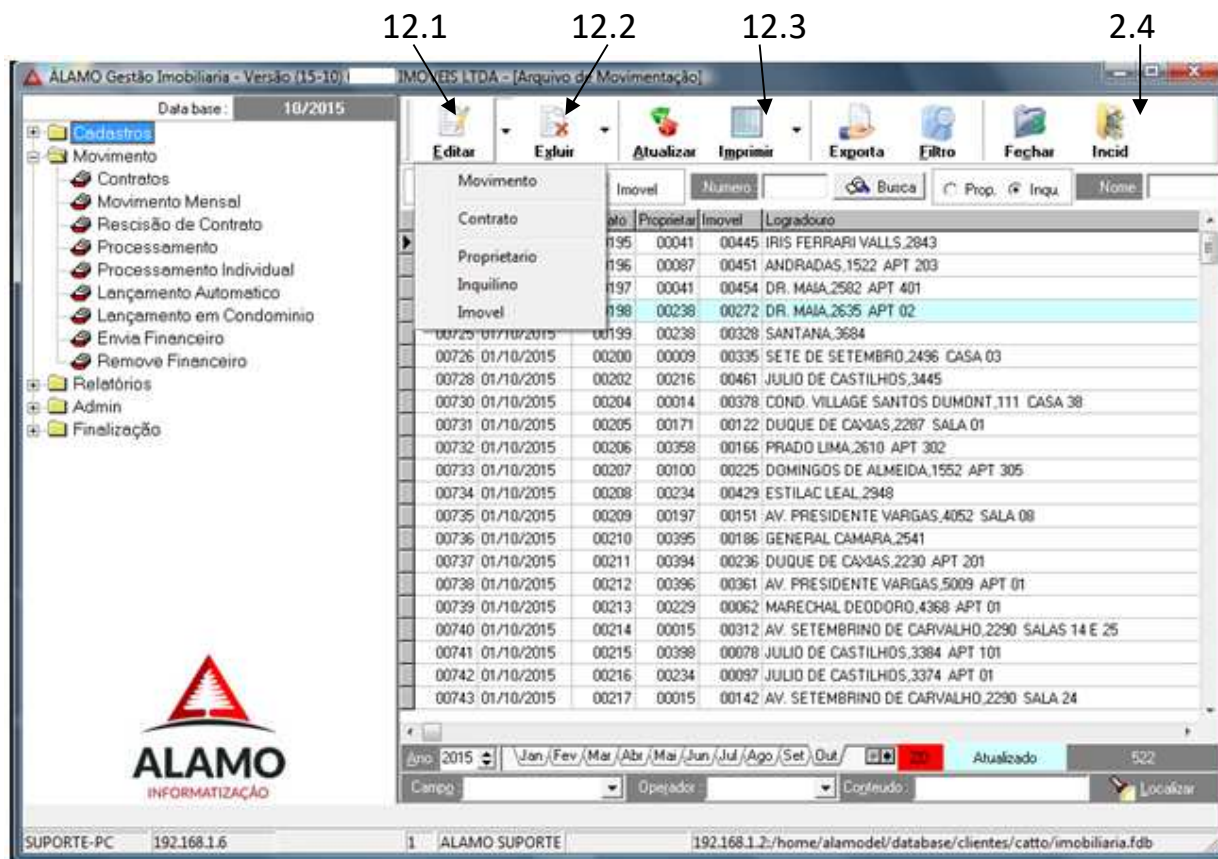 12.1 12.2 12.3 2.4
ÁLAMO Gestão Imobiliaria - Versão (15-10) IMOVEIS LTDA - [Arquivo de Movimentação]
Data base : 10/2015
Cadastros
Movimento
Contratos
Movimento Mensal
Rescisão de Contrato
Processamento
Processamento Individual
Lançamento Automatico
Lançamento em Condominio
Envia Financeiro
Remove Financeiro
Relatórios
Admin
Finalização
ALAMO
INFORMATIZAÇÃO
Editar Exluir Atualizar Imprimir Exporta Filtro Fechar Incid
Movimento
Contrato
Proprietario
Inquilino
Imovel
Imovel Numero: Busca Prop. Inqu. Nome
ato Proprietar Imovel Logradouro
195 00041 00445 IRIS FERRARI VALLS,2843
196 00087 00451 ANDRADAS,1522 APT 203
197 00041 00454 DR. MAIA,2582 APT 401
198 00238 00272 DR. MAIA,2635 APT 02
00725 01/10/2015 00199 00238 00328 SANTANA,3684
00726 01/10/2015 00200 00009 00335 SETE DE SETEMBRO,2496 CASA 03
00728 01/10/2015 00202 00216 00461 JULIO DE CASTILHOS,3445
00730 01/10/2015 00204 00014 00378 COND. VILLAGE SANTOS DUMONT,111 CASA 38
00731 01/10/2015 00205 00171 00122 DUQUE DE CAXIAS,2287 SALA 01
00732 01/10/2015 00206 00358 00166 PRADO LIMA,2610 APT 302
00733 01/10/2015 00207 00100 00225 DOMINGOS DE ALMEIDA,1552 APT 305
00734 01/10/2015 00208 00234 00429 ESTILAC LEAL,2948
00735 01/10/2015 00209 00197 00151 AV. PRESIDENTE VARGAS,4052 SALA 08
00736 01/10/2015 00210 00395 00186 GENERAL CAMARA,2541
00737 01/10/2015 00211 00394 00236 DUQUE DE CAXIAS,2230 APT 201
00738 01/10/2015 00212 00396 00361 AV. PRESIDENTE VARGAS,5009 APT 01
00739 01/10/2015 00213 00229 00062 MARECHAL DEODORO,4368 APT 01
00740 01/10/2015 00214 00015 00312 AV. SETEMBRINO DE CARVALHO,2290 SALAS 14 E 25
00741 01/10/2015 00215 00398 00078 JULIO DE CASTILHOS,3384 APT 101
00742 01/10/2015 00216 00234 00097 JULIO DE CASTILHOS,3374 APT 01
00743 01/10/2015 00217 00015 00142 AV. SETEMBRINO DE CARVALHO,2290 SALA 24
Ano 2015 Jan Fev Mar Abr Mai Jun Jul Ago Set Out Atualizado 522
Campo Operador Conteudo: Localizar
SUPORTE-PC 192.168.1.6 1 ALAMO SUPORTE 192.168.1.2:/home/alamodel/database/clientes/catto/imobiliaria.fdb